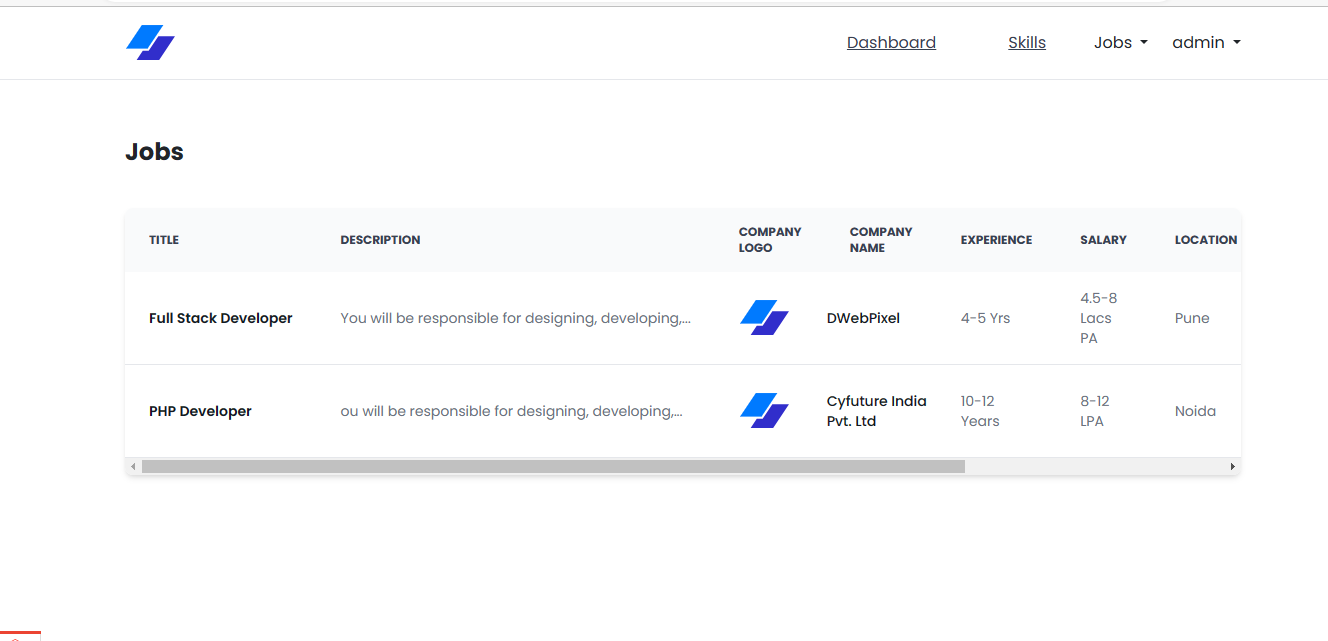 Dashboard Skills Jobs admin
Jobs
TITLE DESCRIPTION COMPANY LOGO COMPANY NAME EXPERIENCE SALARY LOCATION
Full Stack Developer You will be responsible for designing, developing,... DWebPixel 4-5 Yrs 4.5-8 Lacs PA Pune
PHP Developer ou will be responsible for designing, developing,... Cyfuture India Pvt. Ltd 10-12 Years 8-12 LPA Noida